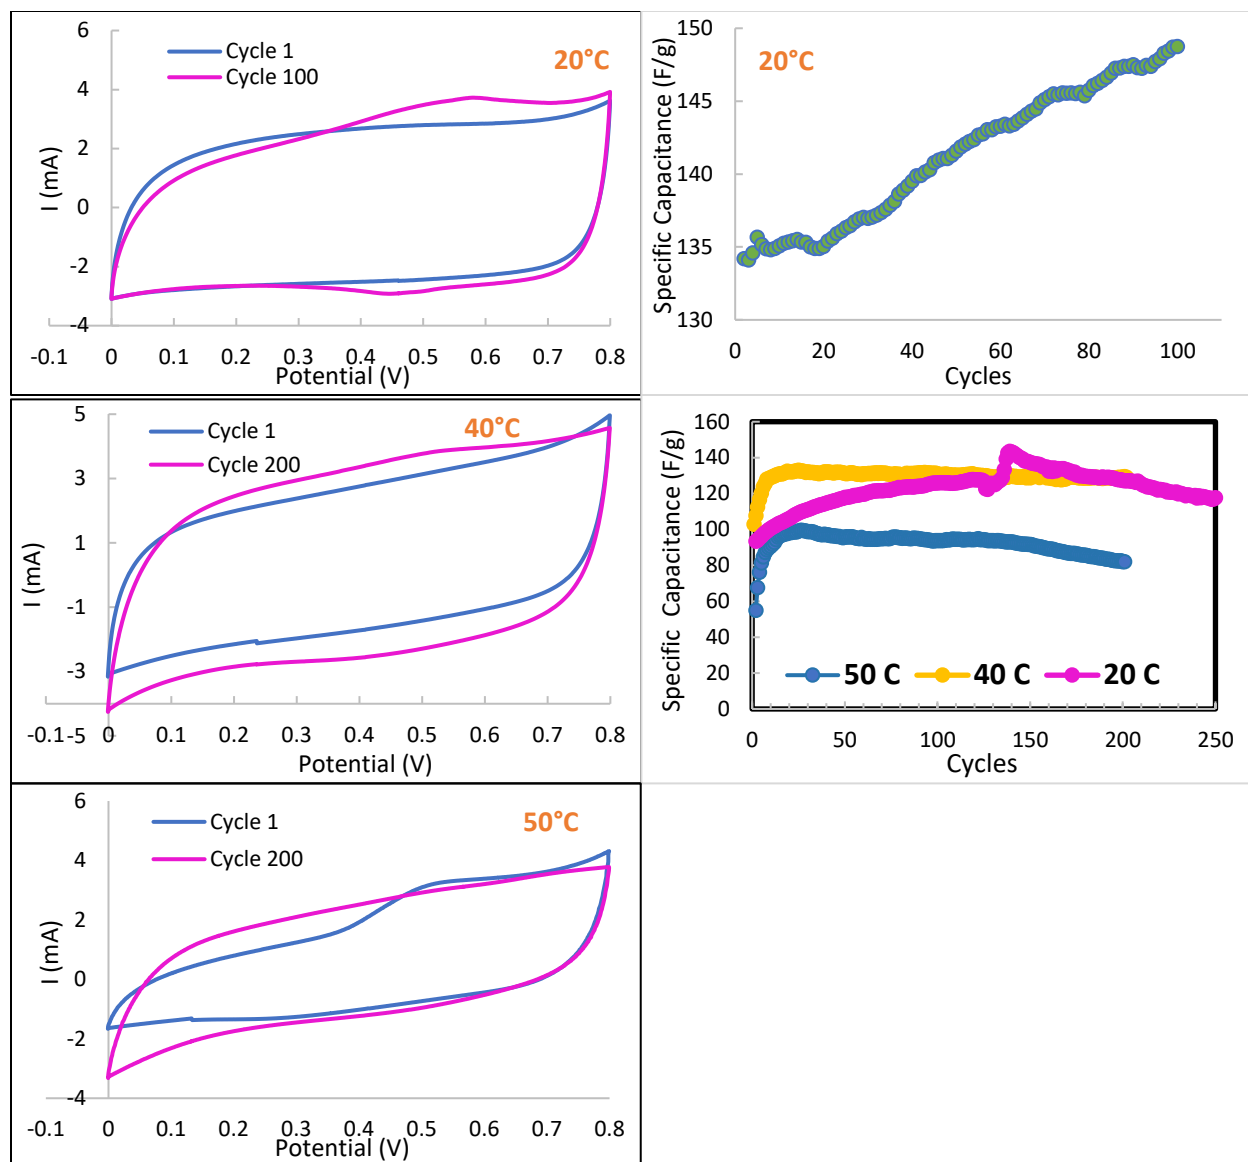 6
4
2
0
-2
-4
I (mA)
Cycle 1
Cycle 100
20°C
-0.1 0 0.1 0.2 0.3 0.4 0.5 0.6 0.7 0.8
Potential (V)
150
145
140
135
130
Specific Capacitance (F/g)
20°C
0 20 40 60 80 100
Cycles
5
3
1
-1
-3
-5
I (mA)
Cycle 1
Cycle 200
40°C
-0.1 0 0.1 0.2 0.3 0.4 0.5 0.6 0.7 0.8
Potential (V)
160
140
120
100
80
60
40
20
0
Specific Capacitance (F/g)
50 C 40 C 20 C
0 50 100 150 200 250
Cycles
6
4
2
0
-2
-4
I (mA)
Cycle 1
Cycle 200
50°C
-0.1 0 0.1 0.2 0.3 0.4 0.5 0.6 0.7 0.8
Potential (V)